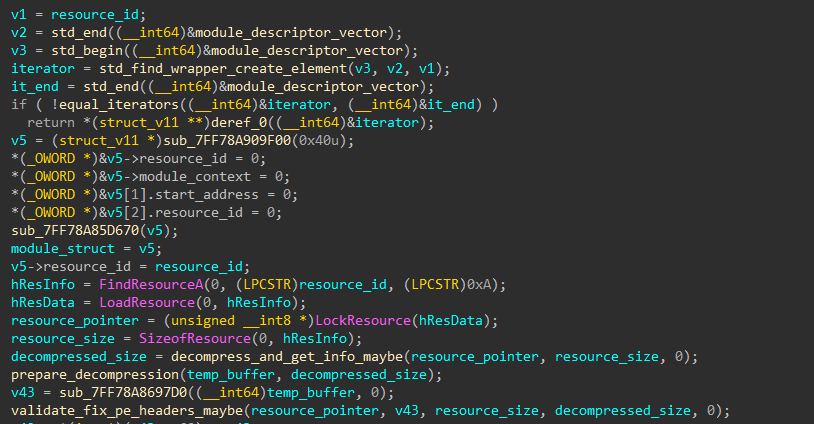 v1 = resource_id;
v2 = std_end((__int64)&module_descriptor_vector);
v3 = std_begin((__int64)&module_descriptor_vector);
iterator = std_find_wrapper_create_element(v3, v2, v1);
it_end = std_end((__int64)&module_descriptor_vector);
if ( !equal_iterators((__int64)&iterator, (__int64)&it_end) )
  return *(struct_v11 **)deref_0((__int64)&iterator);
v5 = (struct_v11 *)sub_7FF78A909F00(0x40u);
*(_OWORD *)&v5->resource_id = 0;
*(_OWORD *)&v5->module_context = 0;
*(_OWORD *)&v5[1].start_address = 0;
*(_OWORD *)&v5[2].resource_id = 0;
sub_7FF78A85D670(v5);
module_struct = v5;
v5->resource_id = resource_id;
hResInfo = FindResourceA(0, (LPCSTR)resource_id, (LPCSTR)0xA);
hResData = LoadResource(0, hResInfo);
resource_pointer = (unsigned __int8 *)LockResource(hResData);
resource_size = SizeofResource(0, hResInfo);
decompressed_size = decompress_and_get_info_maybe(resource_pointer, resource_size, 0);
prepare_decompression(temp_buffer, decompressed_size);
v43 = sub_7FF78A8697D0((__int64)temp_buffer, 0);
validate_fix_pe_headers_maybe(resource_pointer, v43, resource_size, decompressed_size, 0);